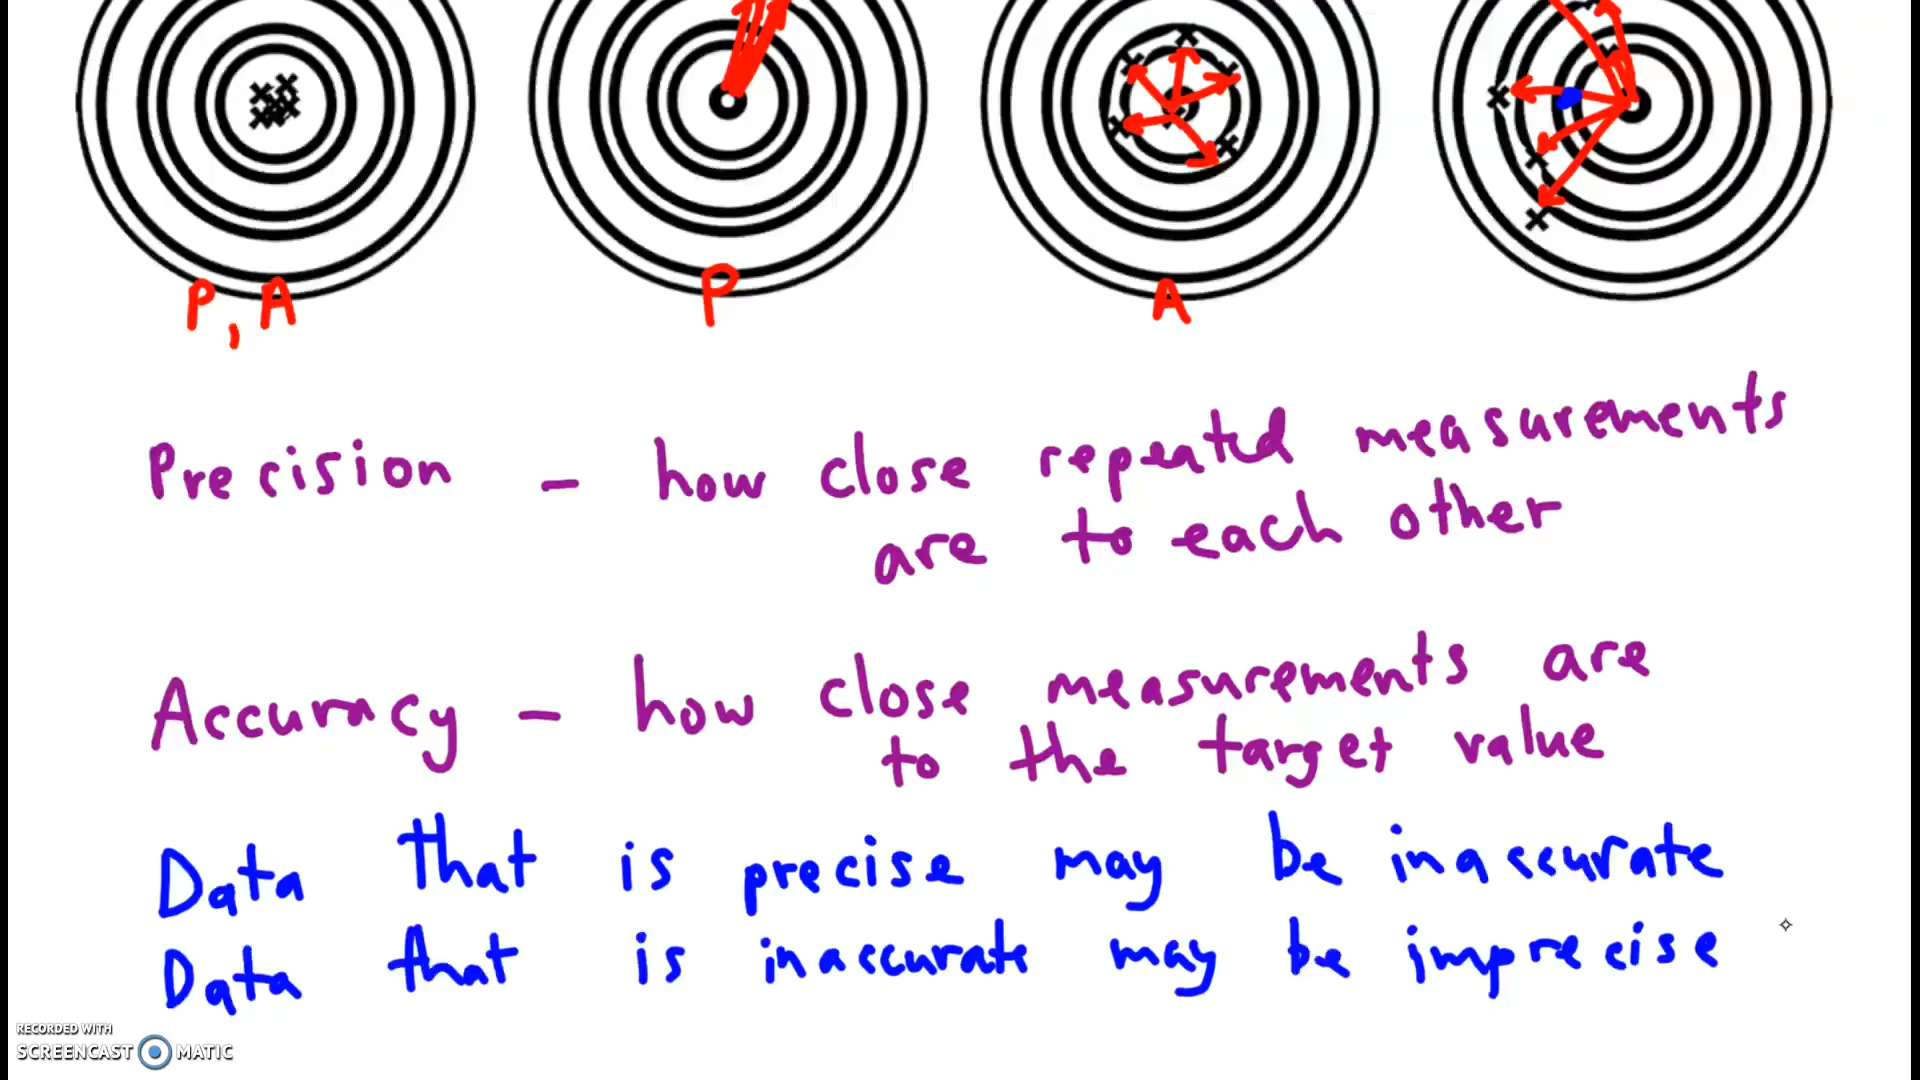 P, A
P
A
Precision – how close repeated measurements
are to each other
Accuracy – how close measurements are
to the target value
Data that is precise may be inaccurate
Data that is inaccurate may be imprecise
RECORDED WITH
SCREENCAST MATIC